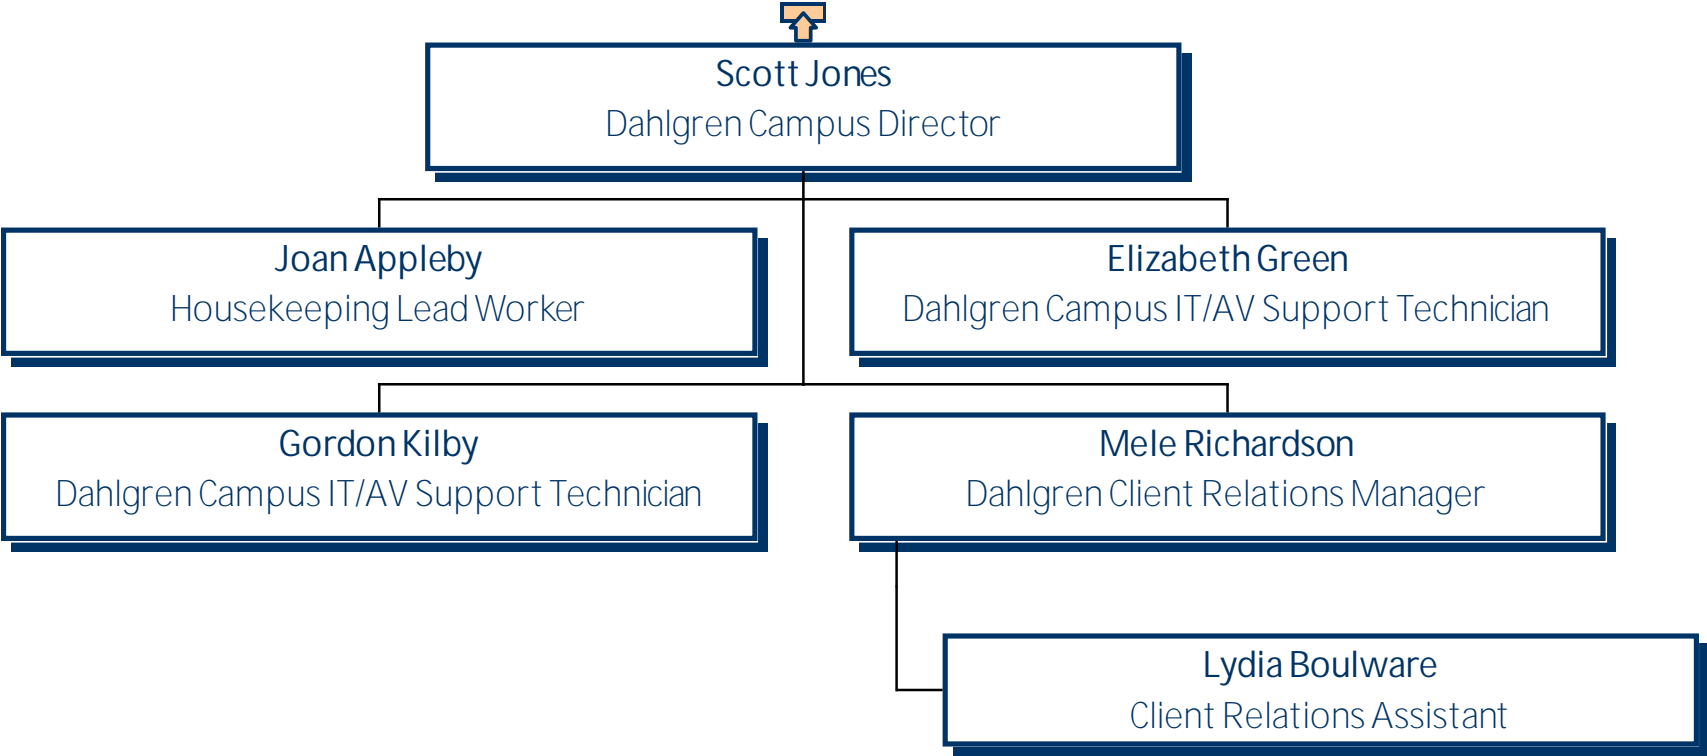 Scott Jones
Dahlgren Campus Director
Joan Appleby
Housekeeping Lead Worker
Elizabeth Green
Dahlgren Campus IT/AV Support Technician
Gordon Kilby
Dahlgren Campus IT/AV Support Technician
Mele Richardson
Dahlgren Client Relations Manager
Lydia Boulware
Client Relations Assistant